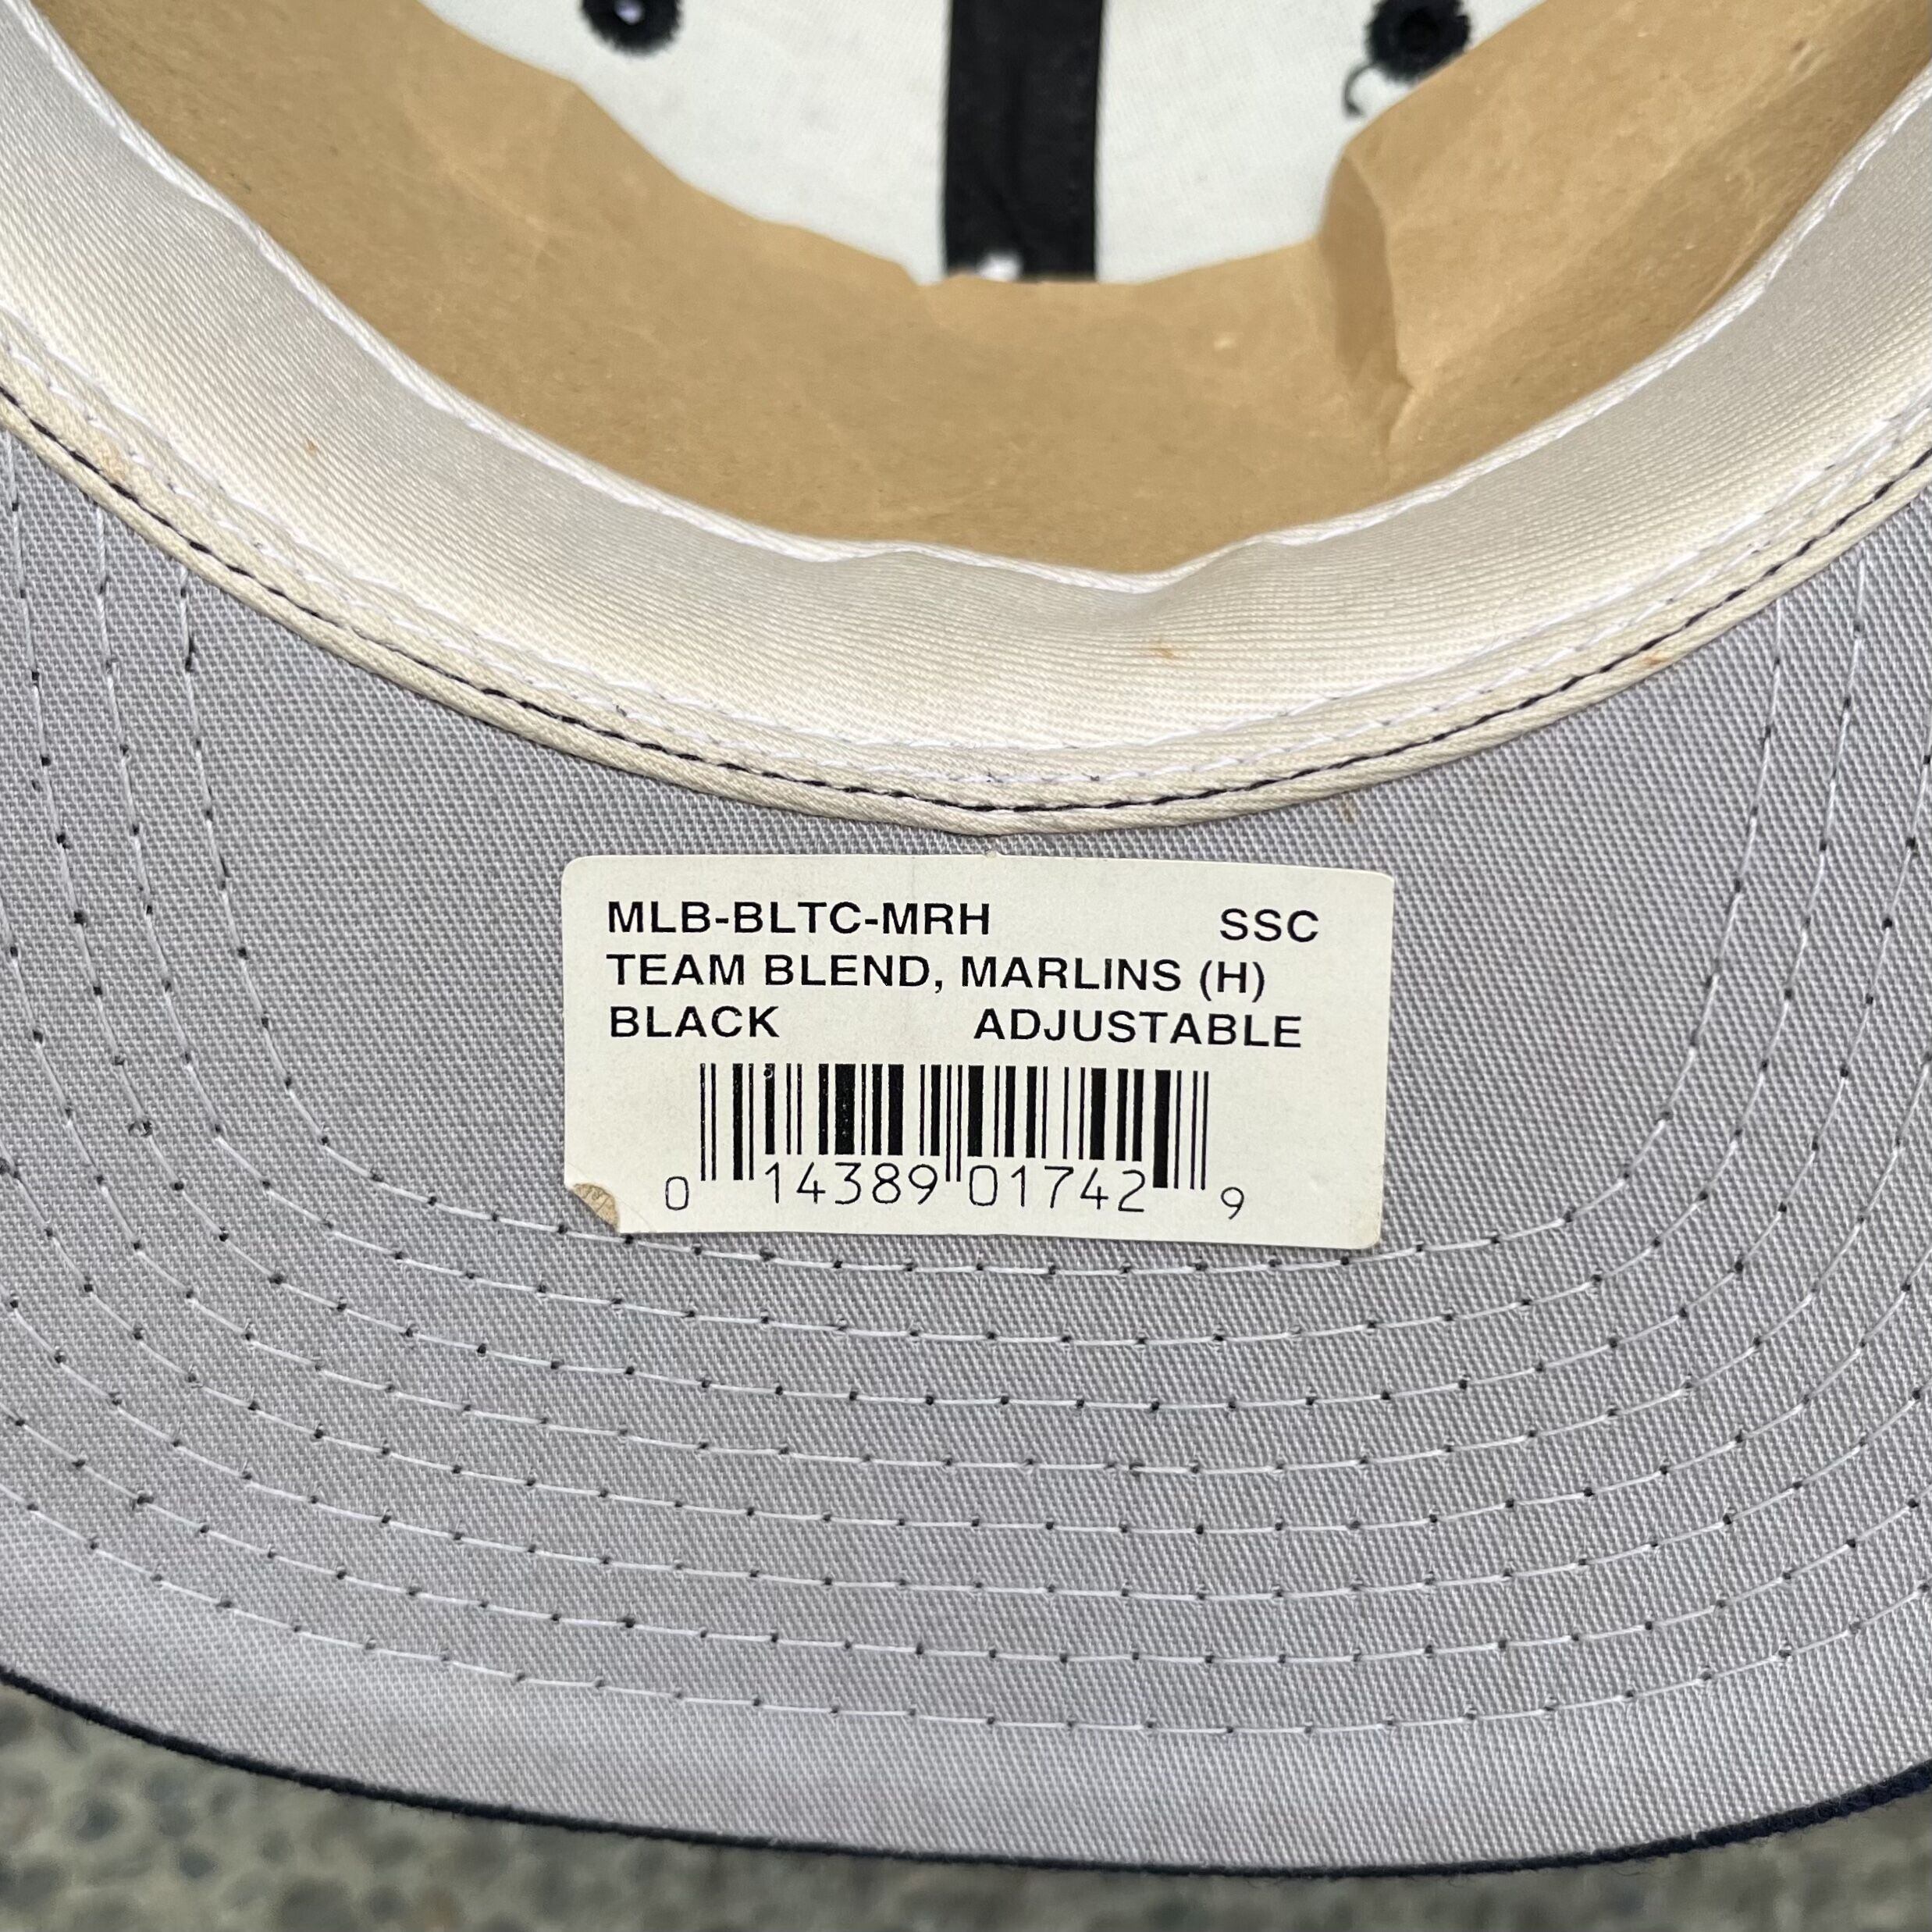 MLB-BLTC-MRH SSC
TEAM BLEND, MARLINS (H)
BLACK ADJUSTABLE
0 14389 01742 9